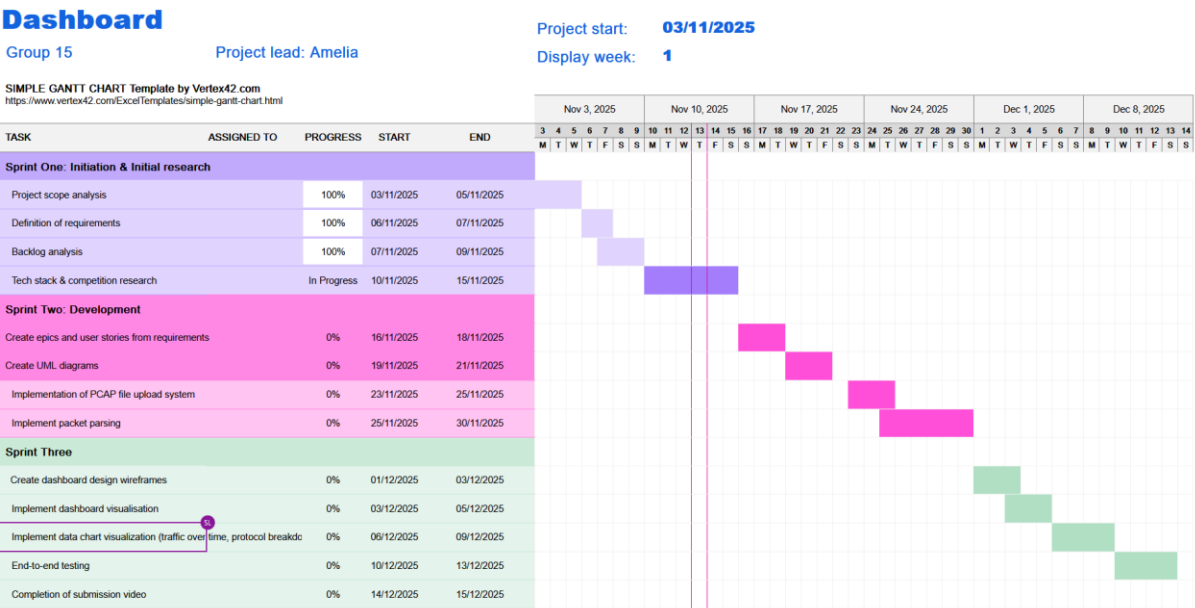 Dashboard
Project start: 03/11/2025
Group 15 Project lead: Amelia
Display week: 1
SIMPLE GANTT CHART Template by Vertex42.com
https://www.vertex42.com/ExcelTemplates/simple-gantt-chart.html
Nov 3, 2025 Nov 10, 2025 Nov 17, 2025 Nov 24, 2025 Dec 1, 2025 Dec 8, 2025
3 4 5 6 7 8 9 10 11 12 13 14 15 16 17 18 19 20 21 22 23 24 25 26 27 28 29 30 1 2 3 4 5 6 7 8 9 10 11 12 13 14
TASK ASSIGNED TO PROGRESS START END
M T W T F S S M T W T F S S M T W T F S S M T W T F S S M T W T F S S M T W T F S S
Sprint One: Initiation & Initial research
Project scope analysis 100% 03/11/2025 05/11/2025
Definition of requirements 100% 06/11/2025 07/11/2025
Backlog analysis 100% 07/11/2025 09/11/2025
Tech stack & competition research In Progress 10/11/2025 15/11/2025
Sprint Two: Development
Create epics and user stories from requirements 0% 16/11/2025 18/11/2025
Create UML diagrams 0% 19/11/2025 21/11/2025
Implementation of PCAP file upload system 0% 23/11/2025 25/11/2025
Implement packet parsing 0% 25/11/2025 30/11/2025
Sprint Three
Create dashboard design wireframes 0% 01/12/2025 03/12/2025
Implement dashboard visualisation 0% 03/12/2025 05/12/2025
SL
Implement data chart visualization (traffic over time, protocol breakdc 0% 06/12/2025 09/12/2025
End-to-end testing 0% 10/12/2025 13/12/2025
Completion of submission video 0% 14/12/2025 15/12/2025